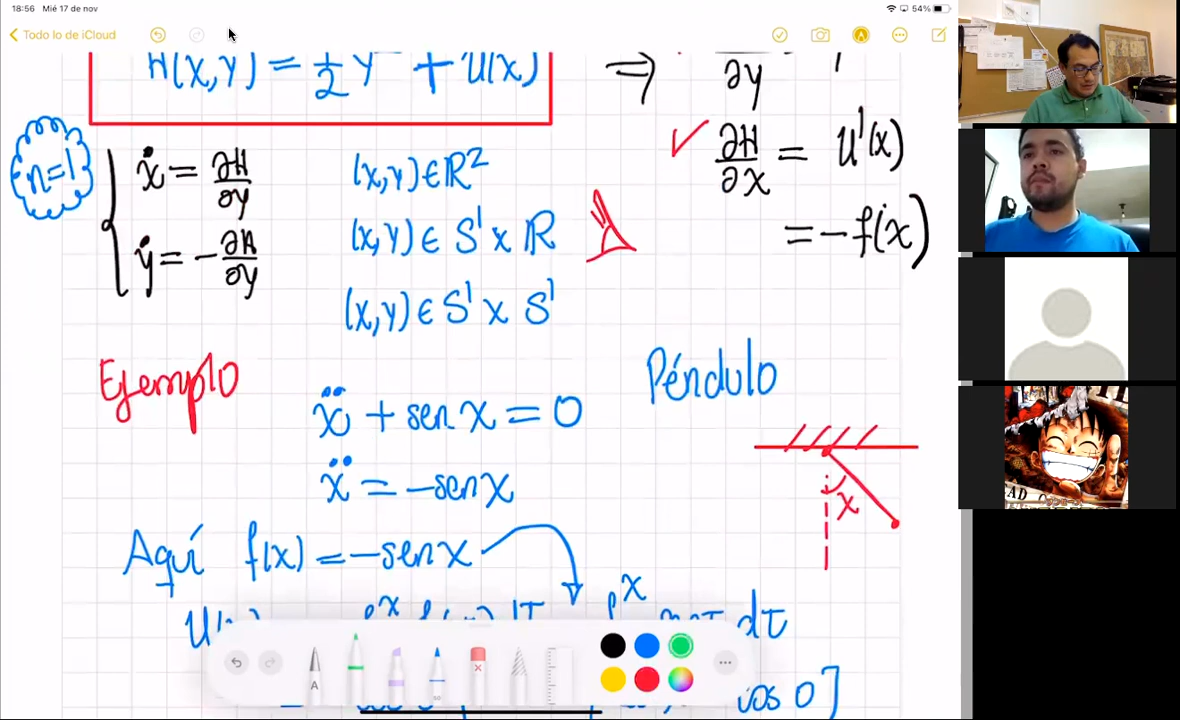 18:56 Mié 17 de nov
54%
Todo lo de iCloud
H(x,y) = 1/2 y + U(x)
⇒ ∂y
n=1
ẋ = ∂H/∂y
ẏ = -∂H/∂y
(x,y) ∈ ℝ²
(x,y) ∈ S¹ x ℝ
(x,y) ∈ S¹ x S¹
✓ ∂H/∂x = U'(x)
= -f(x)
Ejemplo
Péndulo
ẍ + sen x = 0
ẍ = -sen x
x
Aquí f(x) = -sen x
dτ
cos 0]
A
50